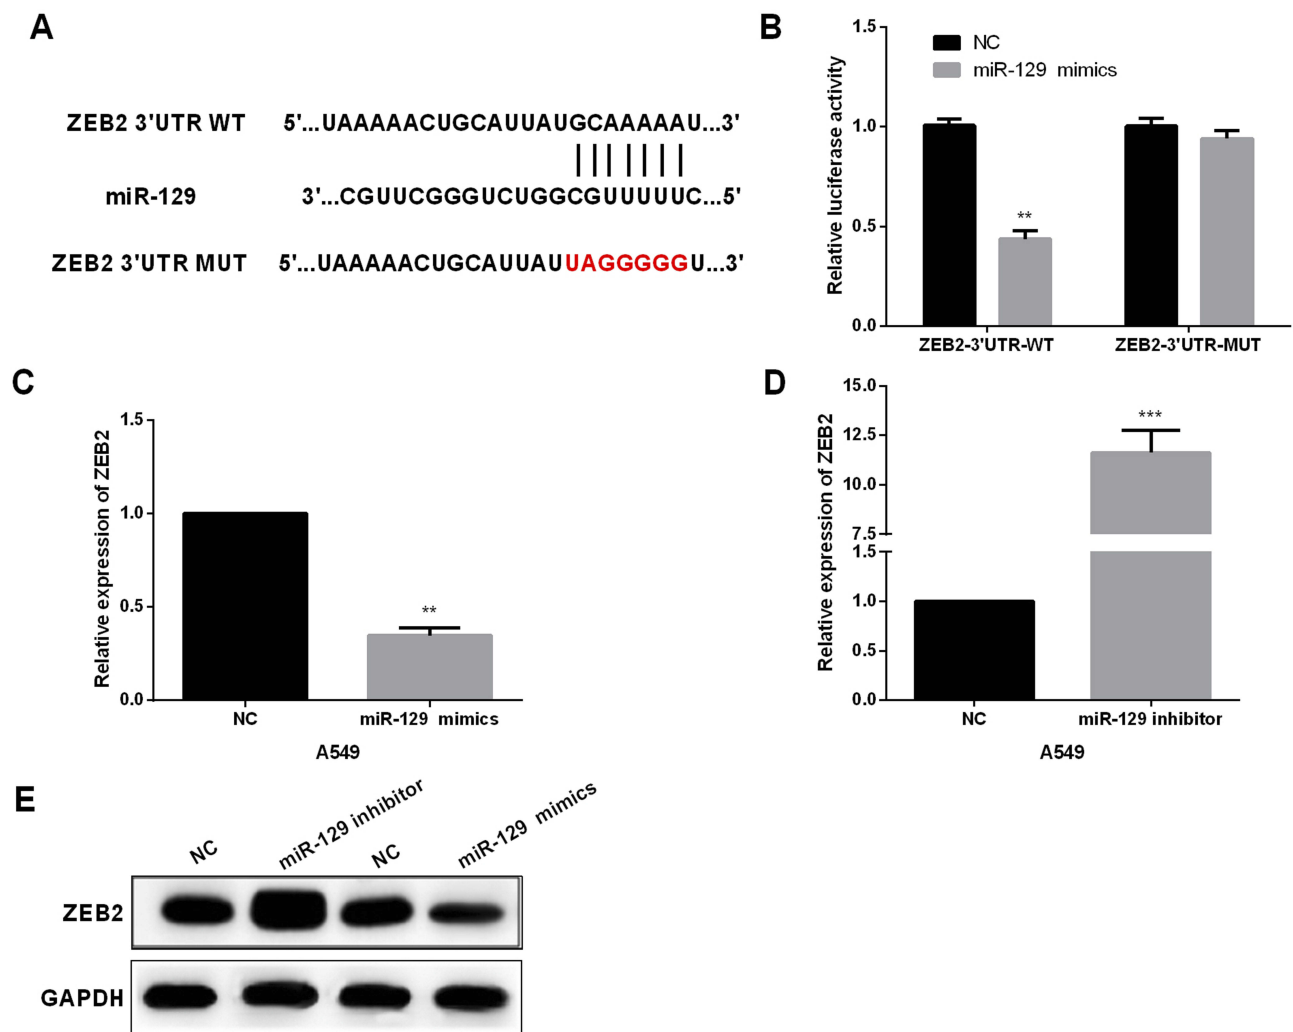 A
ZEB2 3'UTR WT 5'...UAAAAACUGCAUUAUGCAAAAAU...3'
miR-129 3'...CGUUCGGGUCUGGCGUUUUUC...5'
ZEB2 3'UTR MUT 5'...UAAAAACUGCAUUAUUAGGGGGU...3'
B
Relative luciferase activity
1.5
1.0
0.5
0.0
NC
miR-129 mimics
**
ZEB2-3'UTR-WT
ZEB2-3'UTR-MUT
C
Relative expression of ZEB2
1.5
1.0
0.5
0.0
**
NC
miR-129 mimics
A549
D
Relative expression of ZEB2
15.0
12.5
10.0
7.5
1.5
1.0
0.5
0.0
***
NC
miR-129 inhibitor
A549
E
NC
miR-129 inhibitor
NC
miR-129 mimics
ZEB2
GAPDH